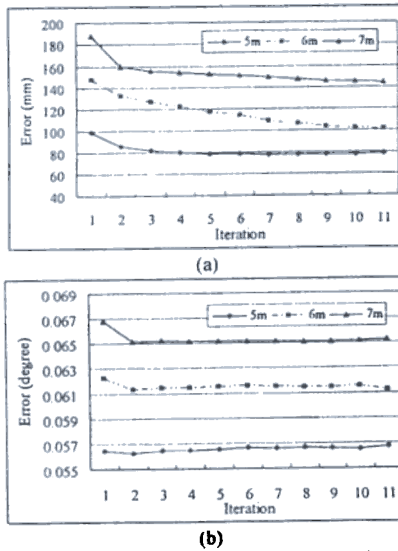 200
180
160
140
120
100
80
60
40
Error (mm)
5m 6m 7m
1 2 3 4 5 6 7 8 9 10 11
Iteration
(a)
0.069
0.067
0.065
0.063
0.061
0.059
0.057
0.055
Error (degree)
5m 6m 7m
1 2 3 4 5 6 7 8 9 10 11
Iteration
(b)